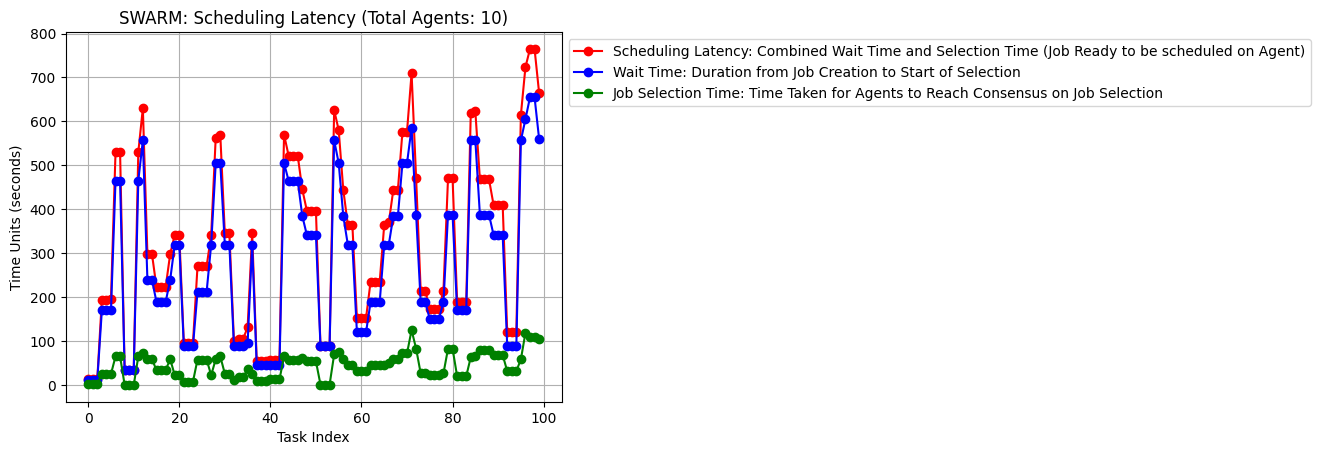 SWARM: Scheduling Latency (Total Agents: 10)
Scheduling Latency: Combined Wait Time and Selection Time (Job Ready to be scheduled on Agent)
Wait Time: Duration from Job Creation to Start of Selection
Job Selection Time: Time Taken for Agents to Reach Consensus on Job Selection
Time Units (seconds)
800
700
600
500
400
300
200
100
0
0 20 40 60 80 100
Task Index